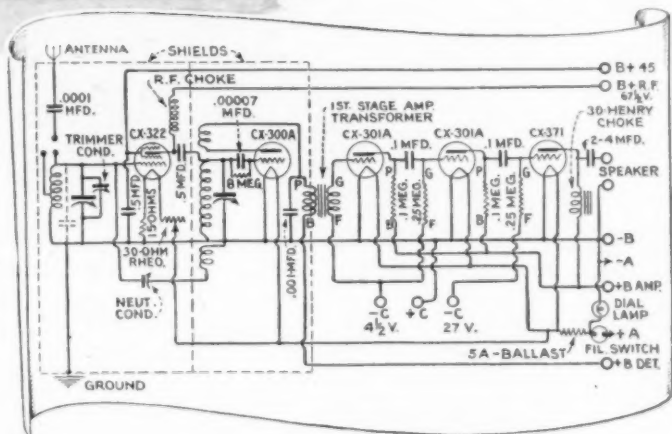 ANTENNA
SHIELDS
B+ 45
R.F. CHOKE
B+R.F.
67½V.
.0001
MFD.
.00007
MFD.
1ST. STAGE AMP.
TRANSFORMER
30-HENRY
CHOKE
CX-322
CX-300A
CX-301A
CX-301A
CX-371
.1 MFD.
.1 MFD.
2-4 MFD.
TRIMMER
COND.
P
G
P
G
P
G
SPEAKER
.5 MFD.
15 OHMS
.5 MFD.
8 MEG.
.1 MEG.
.25 MEG.
.1 MEG.
.25 MEG.
B
F
B
F
B
F
-B
30-OHM
RHEO.
.001-MFD.
-A
NEUT.
COND.
+B AMP.
-C
4½ V.
+C
-C
27 V.
DIAL
LAMP
+A
5A-BALLAST
FIL. SWITCH
GROUND
+B DET.